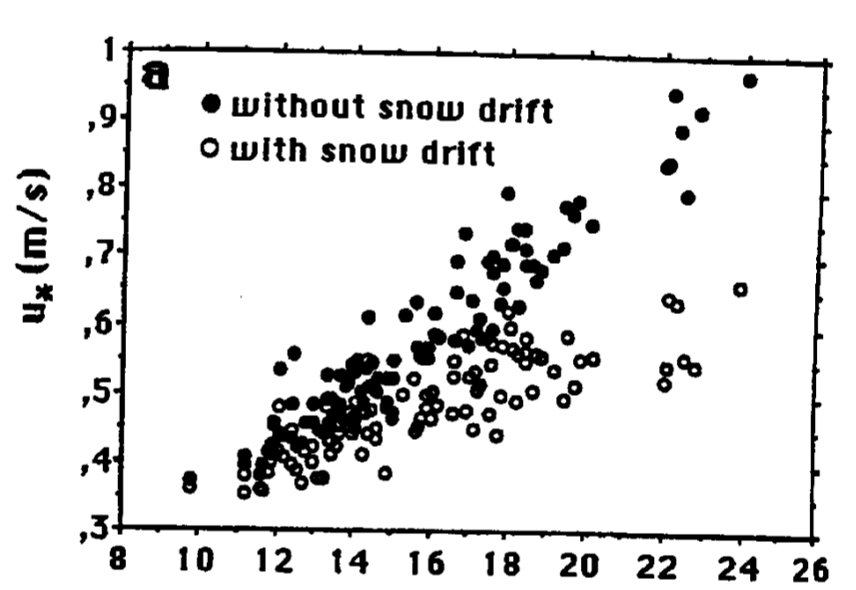 1
a
● without snow drift
,9
○ with snow drift
,8
,7
u* (m/s)
,6
,5
,4
,3
8 10 12 14 16 18 20 22 24 26